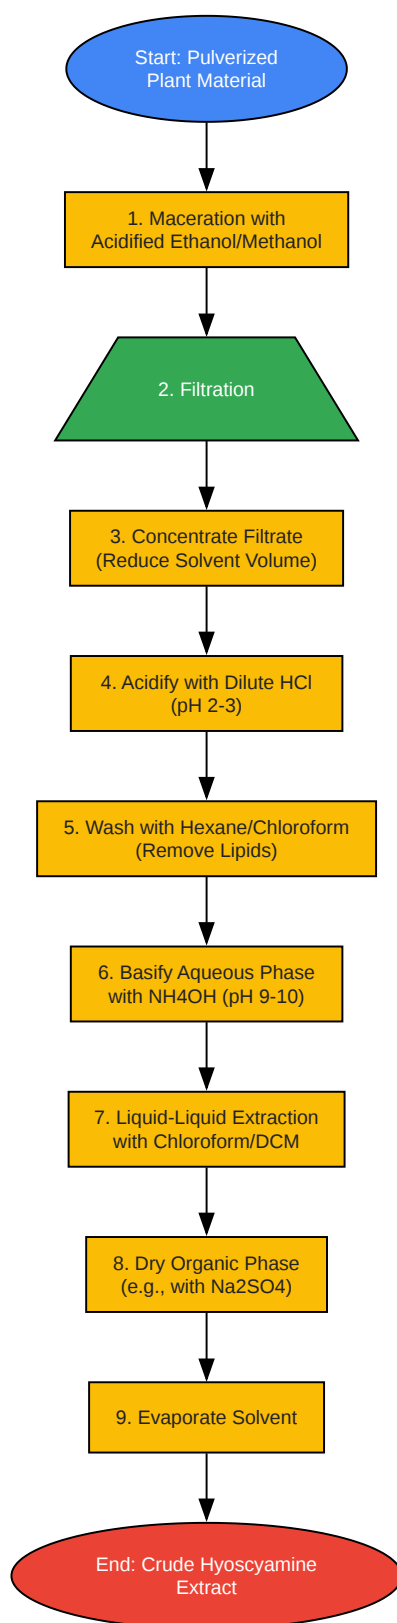 Start: Pulverized
Plant Material
1. Maceration with
Acidified Ethanol/Methanol
2. Filtration
3. Concentrate Filtrate
(Reduce Solvent Volume)
4. Acidify with Dilute HCl
(pH 2-3)
5. Wash with Hexane/Chloroform
(Remove Lipids)
6. Basify Aqueous Phase
with NH4OH (pH 9-10)
7. Liquid-Liquid Extraction
with Chloroform/DCM
8. Dry Organic Phase
(e.g., with Na2SO4)
9. Evaporate Solvent
End: Crude Hyoscyamine
Extract